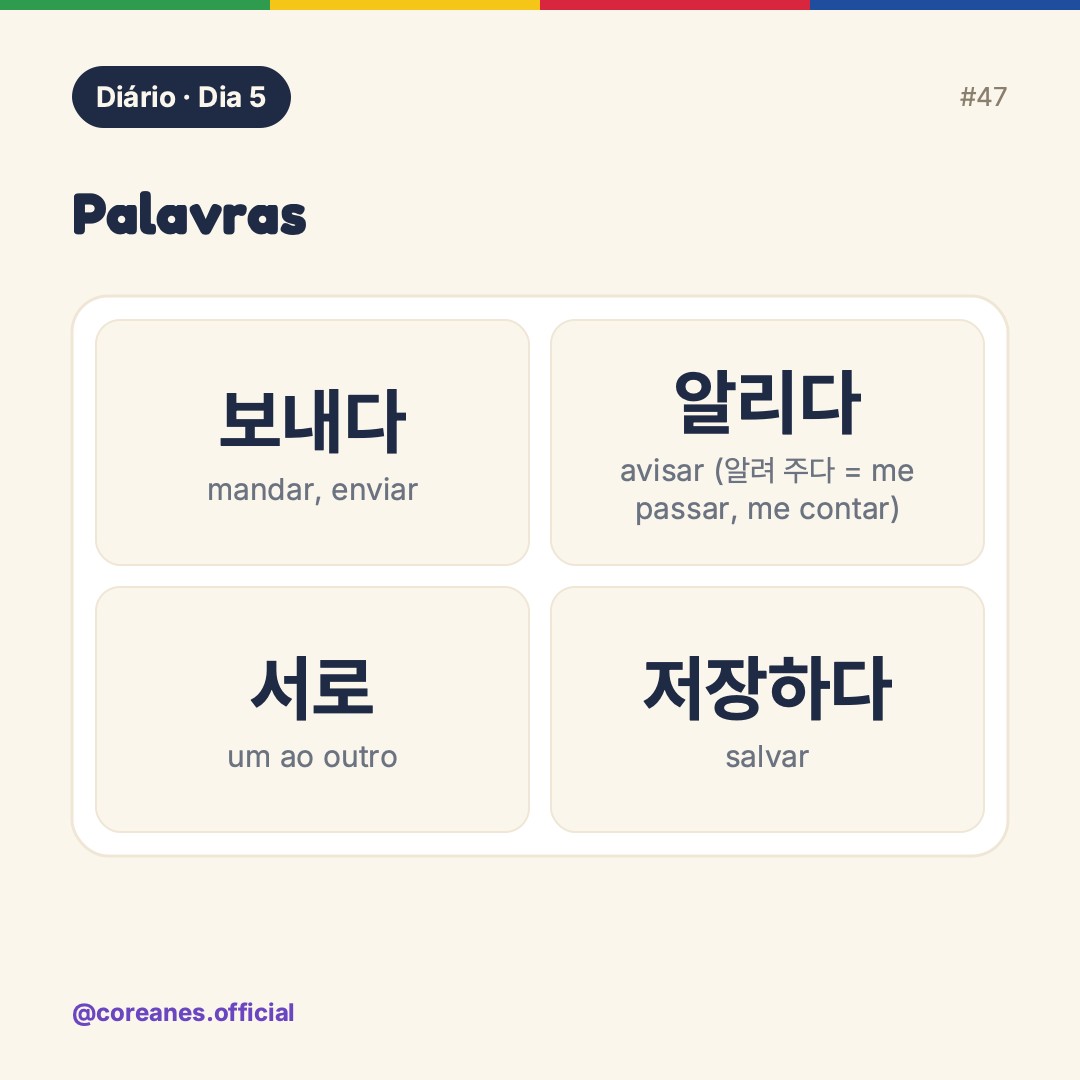 Diário · Dia 5
#47
Palavras
보내다
mandar, enviar
알리다
avisar (알려 주다 = me
passar, me contar)
서로
um ao outro
저장하다
salvar
@coreanes.official